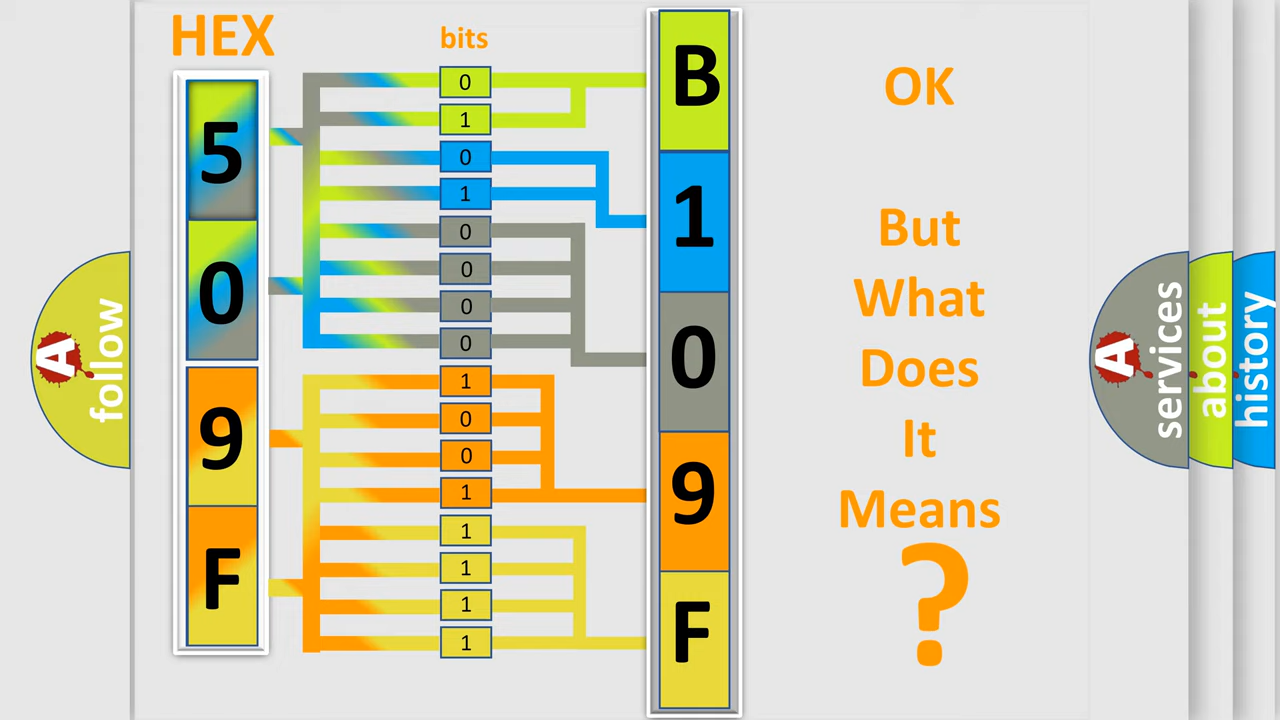 HEX
bits
5
0
9
F
0
1
0
1
0
0
0
0
1
0
0
1
1
1
1
1
B
1
0
9
F
OK
But
What
Does
It
Means
?
A
follow
A
services
about
history